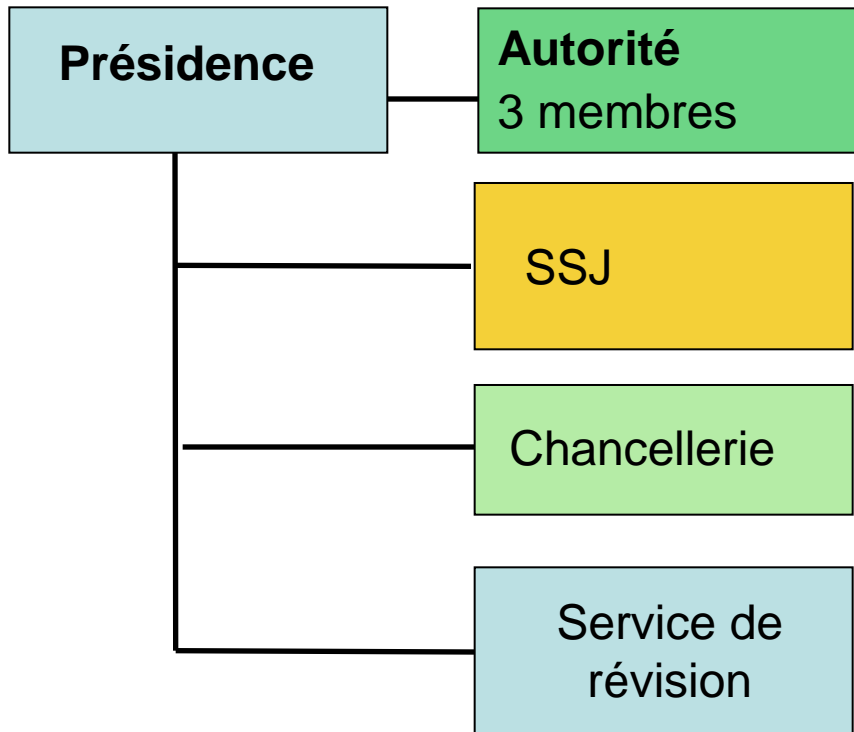 Présidence
Autorité
3 membres
SSJ
Chancellerie
Service de
révision